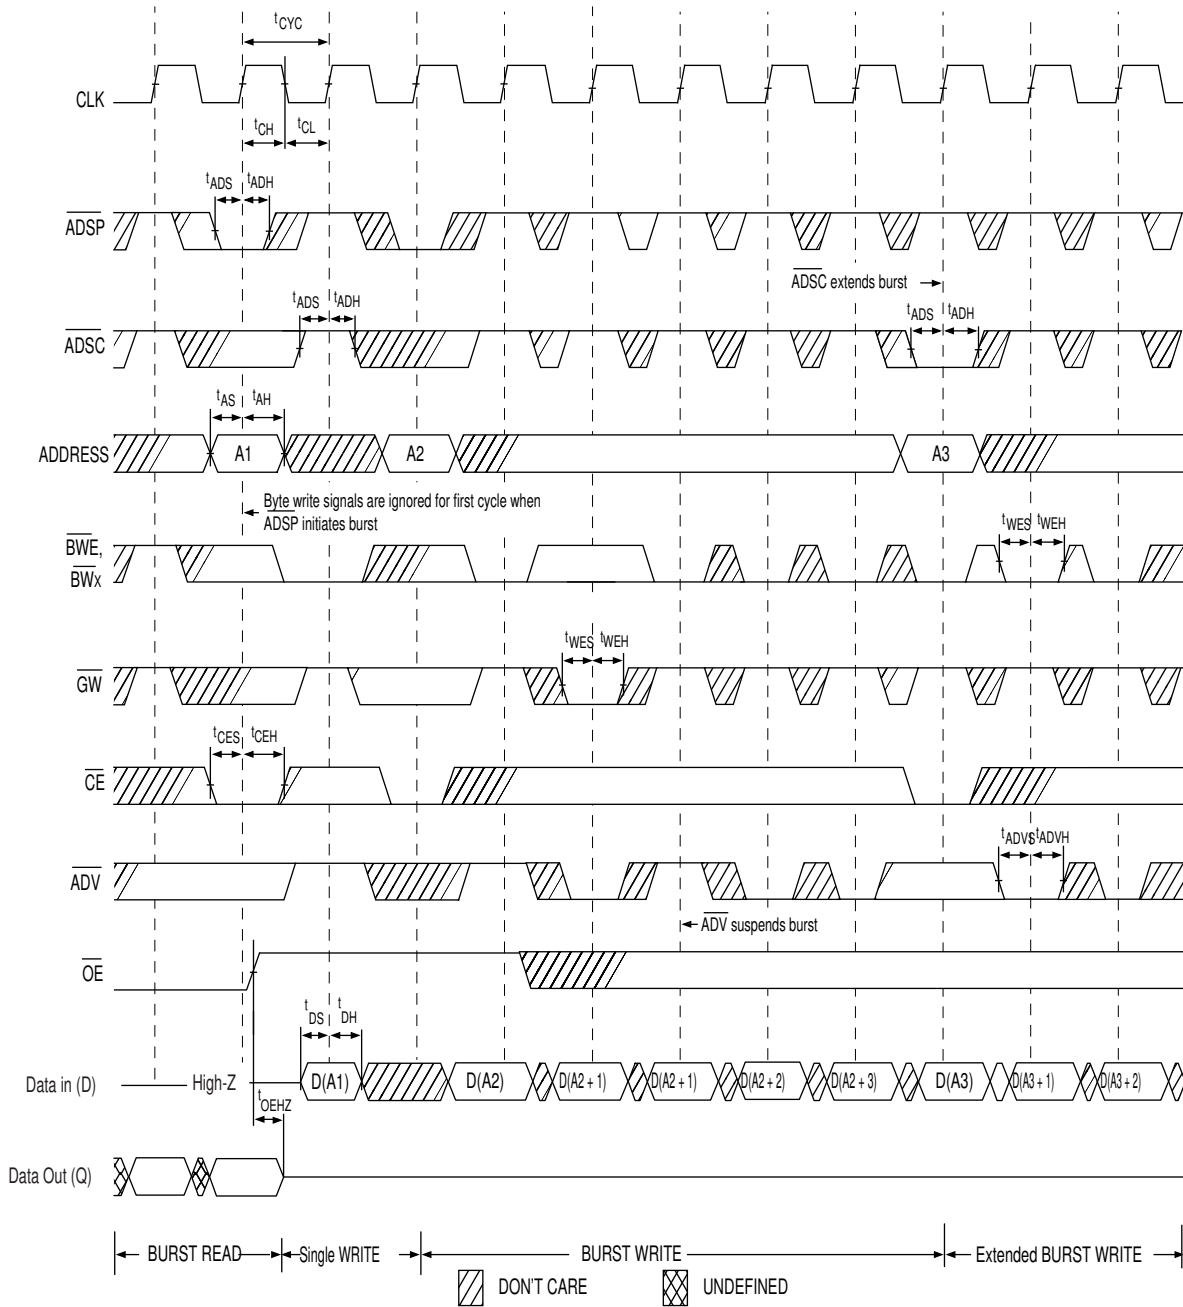 tCYC
CLK
tCH tCL
tADS tADH
ADSP
ADSC extends burst
tADS tADH
tADS tADH
ADSC
tAS tAH
ADDRESS A1 A2 A3
Byte write signals are ignored for first cycle when
ADSP initiates burst
tWES tWEH
BWE,
BWx
tWES tWEH
GW
tCES tCEH
CE
tADVS tADVH
ADV
ADV suspends burst
OE
tDS tDH
Data in (D) High-Z D(A1) D(A2) D(A2 + 1) D(A2 + 1) D(A2 + 2) D(A2 + 3) D(A3) D(A3 + 1) D(A3 + 2)
tOEHZ
Data Out (Q)
BURST READ Single WRITE BURST WRITE Extended BURST WRITE
DON'T CARE UNDEFINED